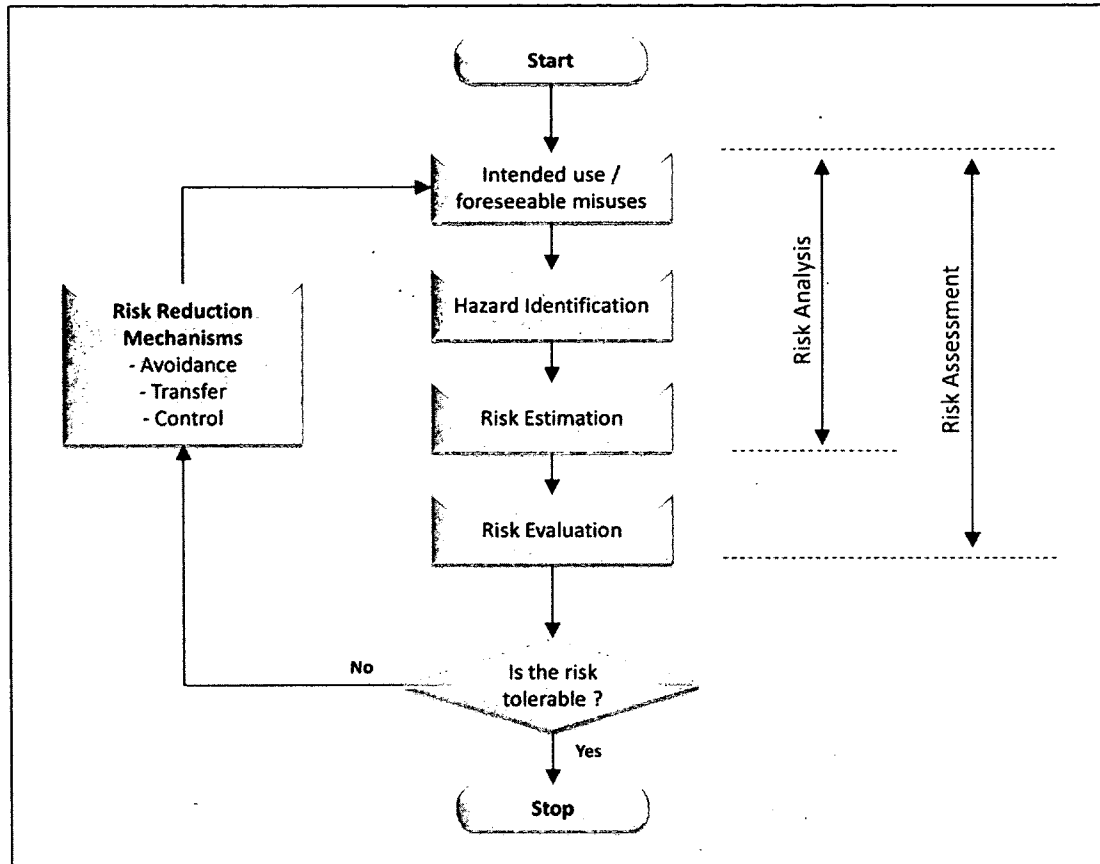 Start
Intended use /
foreseeable misuses
Hazard Identification
Risk Estimation
Risk Evaluation
Is the risk
tolerable ?
No
Yes
Stop
Risk Reduction
Mechanisms
- Avoidance
- Transfer
- Control
Risk Analysis
Risk Assessment